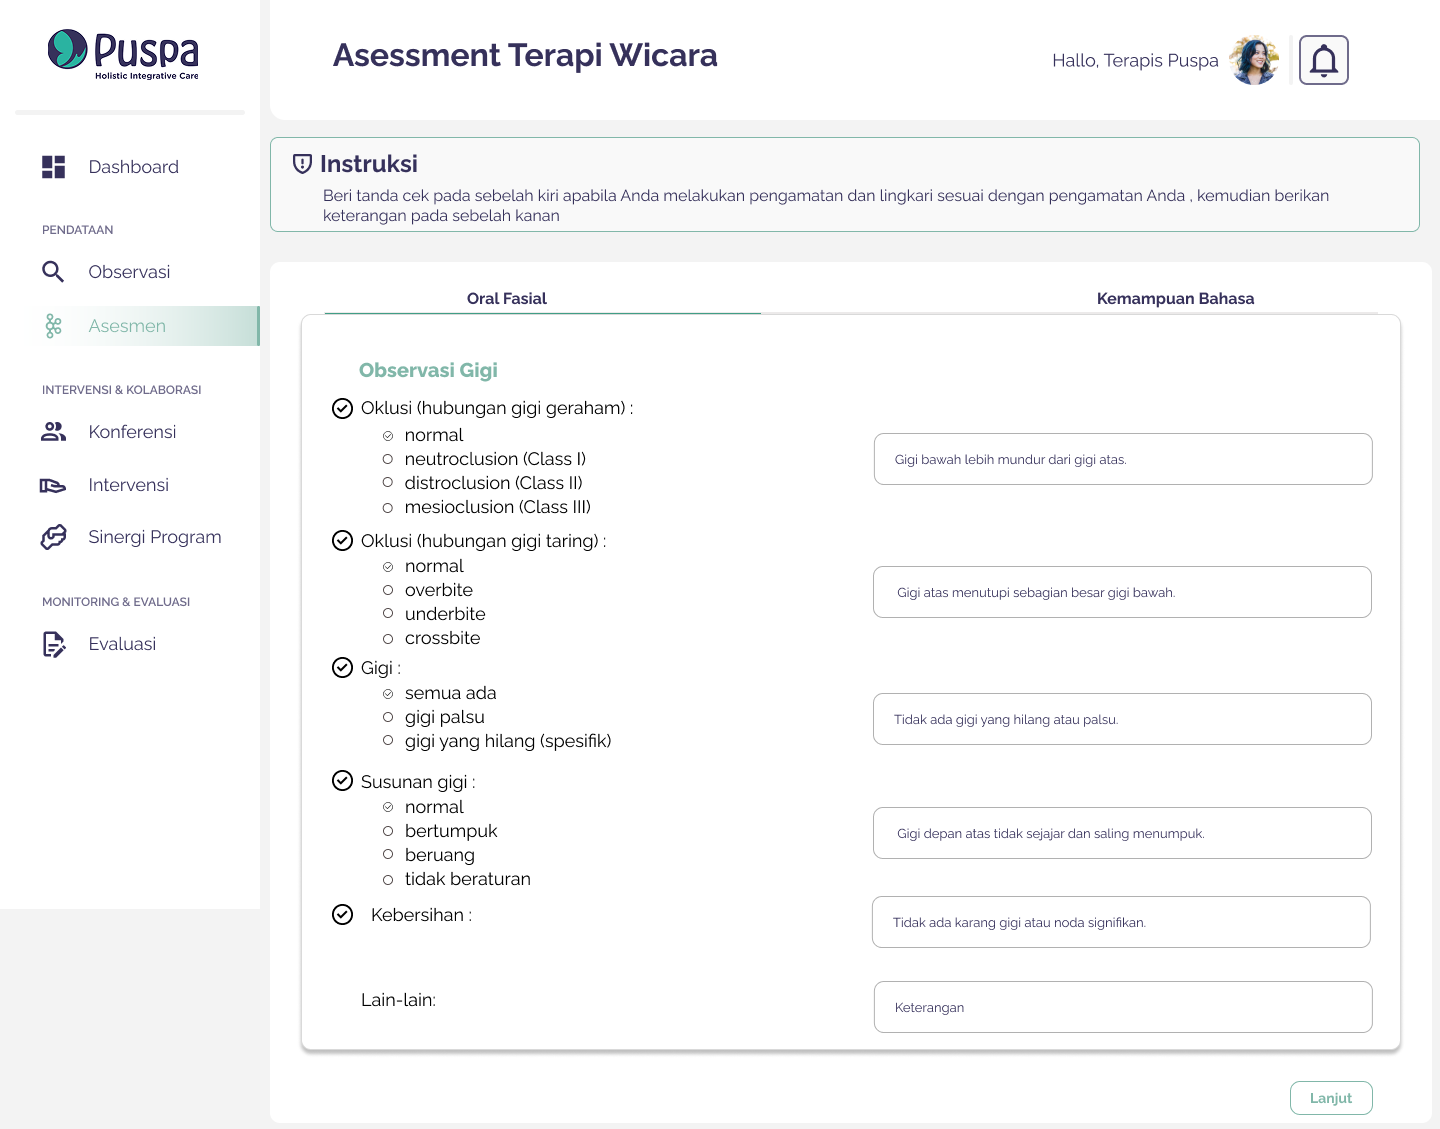 Puspa
Holistic Integrative Care
Dashboard
PENDATAAN
Observasi
Asesmen
INTERVENSI & KOLABORASI
Konferensi
Intervensi
Sinergi Program
MONITORING & EVALUASI
Evaluasi
Asessment Terapi Wicara
Hallo, Terapis Puspa
Instruksi
Beri tanda cek pada sebelah kiri apabila Anda melakukan pengamatan dan lingkari sesuai dengan pengamatan Anda , kemudian berikan
keterangan pada sebelah kanan
Oral Fasial
Kemampuan Bahasa
Observasi Gigi
Oklusi (hubungan gigi geraham) :
normal
neutroclusion (Class I)
distroclusion (Class II)
mesioclusion (Class III)
Gigi bawah lebih mundur dari gigi atas.
Oklusi (hubungan gigi taring) :
normal
overbite
underbite
crossbite
Gigi atas menutupi sebagian besar gigi bawah.
Gigi :
semua ada
gigi palsu
gigi yang hilang (spesifik)
Tidak ada gigi yang hilang atau palsu.
Susunan gigi :
normal
bertumpuk
beruang
tidak beraturan
Gigi depan atas tidak sejajar dan saling menumpuk.
Kebersihan :
Tidak ada karang gigi atau noda signifikan.
Lain-lain:
Keterangan
Lanjut